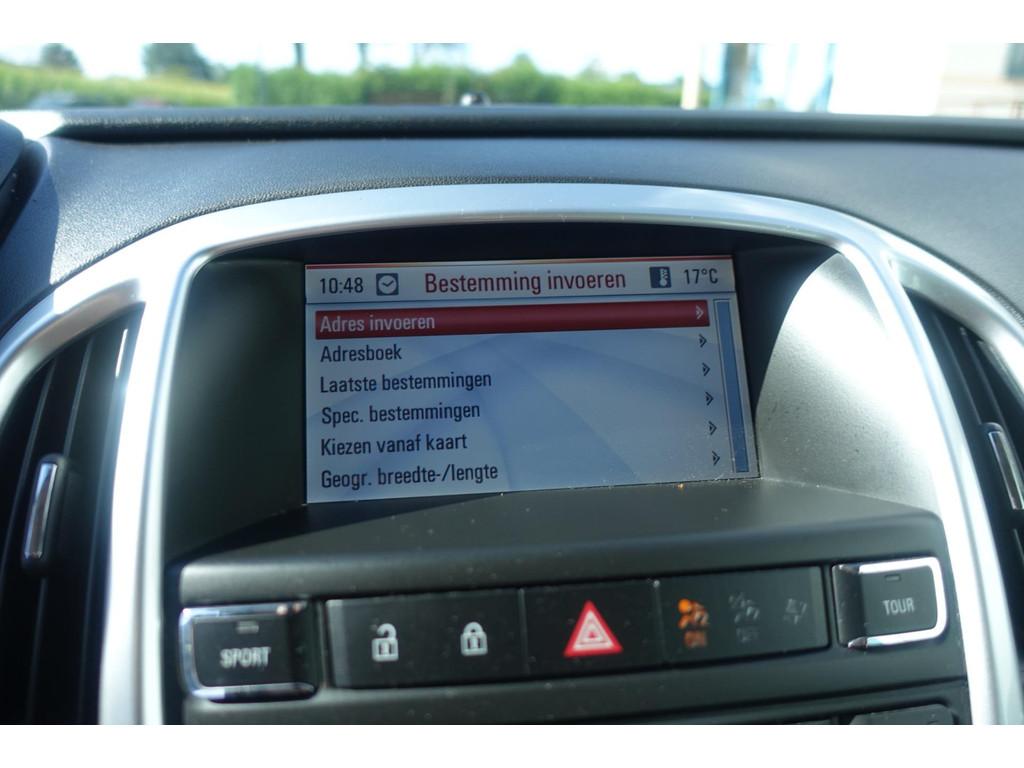 10:48 Bestemming invoeren 17°C
Adres invoeren
Adresboek
Laatste bestemmingen
Spec. bestemmingen
Kiezen vanaf kaart
Geogr. breedte-/lengte
SPORT
ON
OFF
TOUR